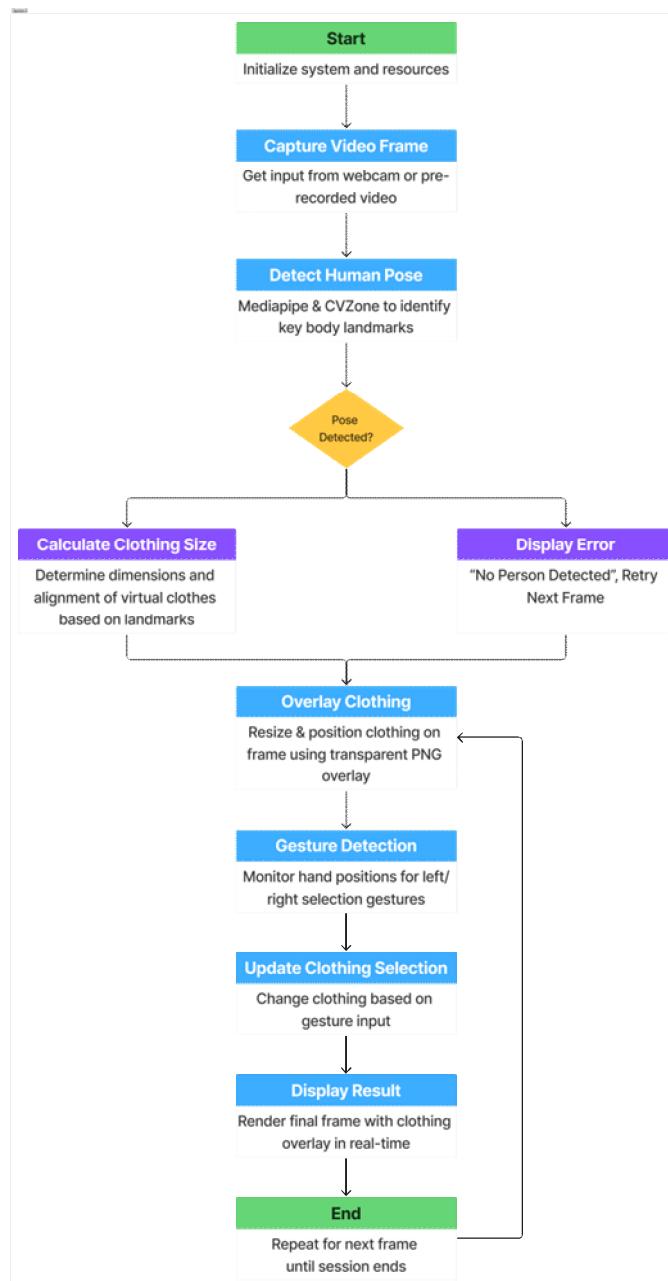 Start
Initialize system and resources
Capture Video Frame
Get input from webcam or pre-
recorded video
Detect Human Pose
Mediapipe & CVZone to identify
key body landmarks
Pose
Detected?
Calculate Clothing Size
Determine dimensions and
alignment of virtual clothes
based on landmarks
Display Error
“No Person Detected”, Retry
Next Frame
Overlay Clothing
Resize & position clothing on
frame using transparent PNG
overlay
Gesture Detection
Monitor hand positions for left/
right selection gestures
Update Clothing Selection
Change clothing based on
gesture input
Display Result
Render final frame with clothing
overlay in real-time
End
Repeat for next frame
until session ends